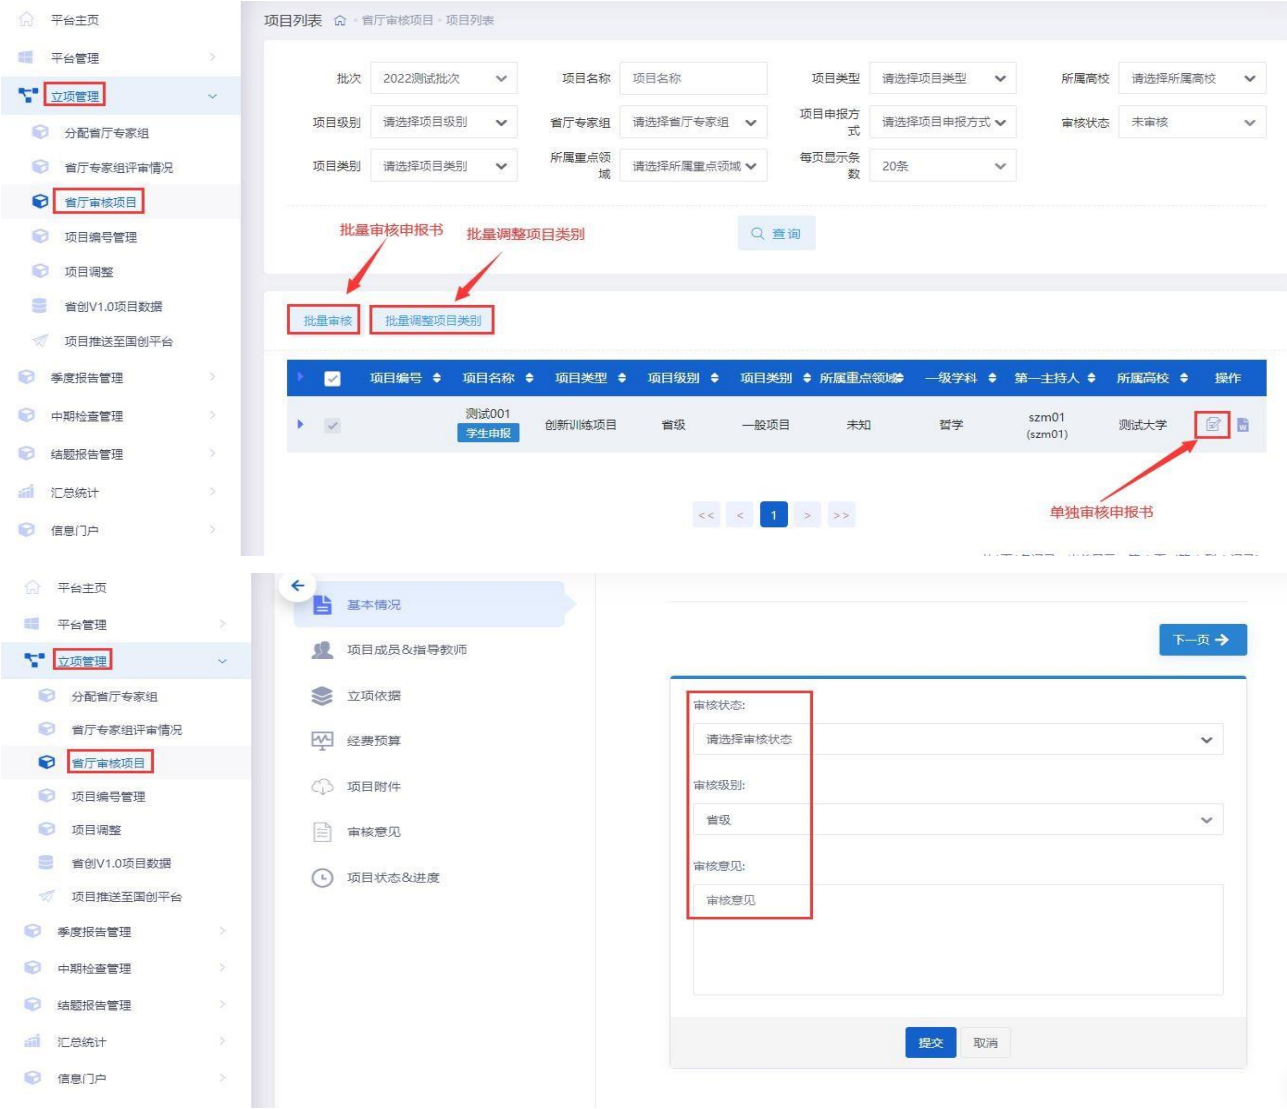 平台主页
平台管理
立项管理
分配省厅专家组
省厅专家组评审情况
省厅审核项目
项目编号管理
项目调整
省创V1.0项目数据
项目推送至国创平台
季度报告管理
中期检查管理
结题报告管理
汇总统计
信息门户
项目列表 省厅审核项目 项目列表
批次 2022测试批次 项目名称 项目名称 项目类型 请选择项目类型 所属高校 请选择所属高校
项目级别 请选择项目级别 省厅专家组 请选择省厅专家组 项目申报方式 请选择项目申报方式 审核状态 未审核
项目类别 请选择项目类别 所属重点领域 请选择所属重点领域 每页显示条数 20条
批量审核申报书 批量调整项目类别 查询
批量审核 批量调整项目类别
项目编号 项目名称 项目类型 项目级别 项目类别 所属重点领域 一级学科 第一主持人 所属高校 操作
测试001 学生申报 创新训练项目 省级 一般项目 未知 哲学 szm01 (szm01) 测试大学
<< < 1 > >>
单独审核申报书
平台主页
平台管理
立项管理
分配省厅专家组
省厅专家组评审情况
省厅审核项目
项目编号管理
项目调整
省创V1.0项目数据
项目推送至国创平台
季度报告管理
中期检查管理
结题报告管理
汇总统计
信息门户
基本情况
项目成员&指导教师
立项依据
经费预算
项目附件
审核意见
项目状态&进度
下一页
审核状态:
请选择审核状态
审核级别:
省级
审核意见:
审核意见
提交 取消